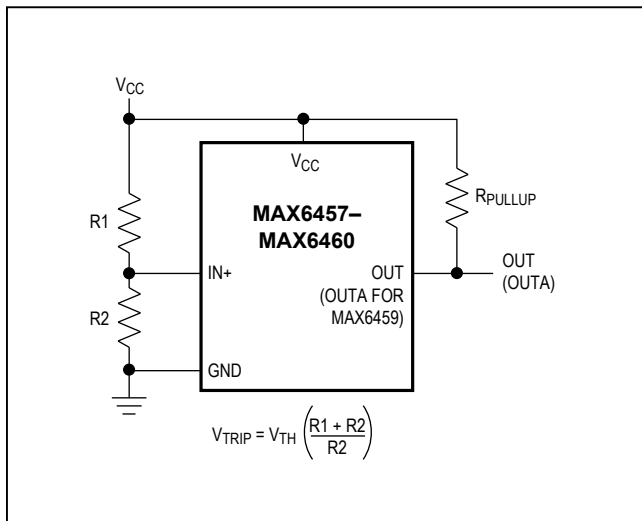 VCC
VCC
MAX6457–
MAX6460
RPULLUP
R1
IN+
OUT
OUT
(OUTA)
(OUTA FOR
MAX6459)
R2
GND
VTRIP = VTH (R1 + R2 / R2)